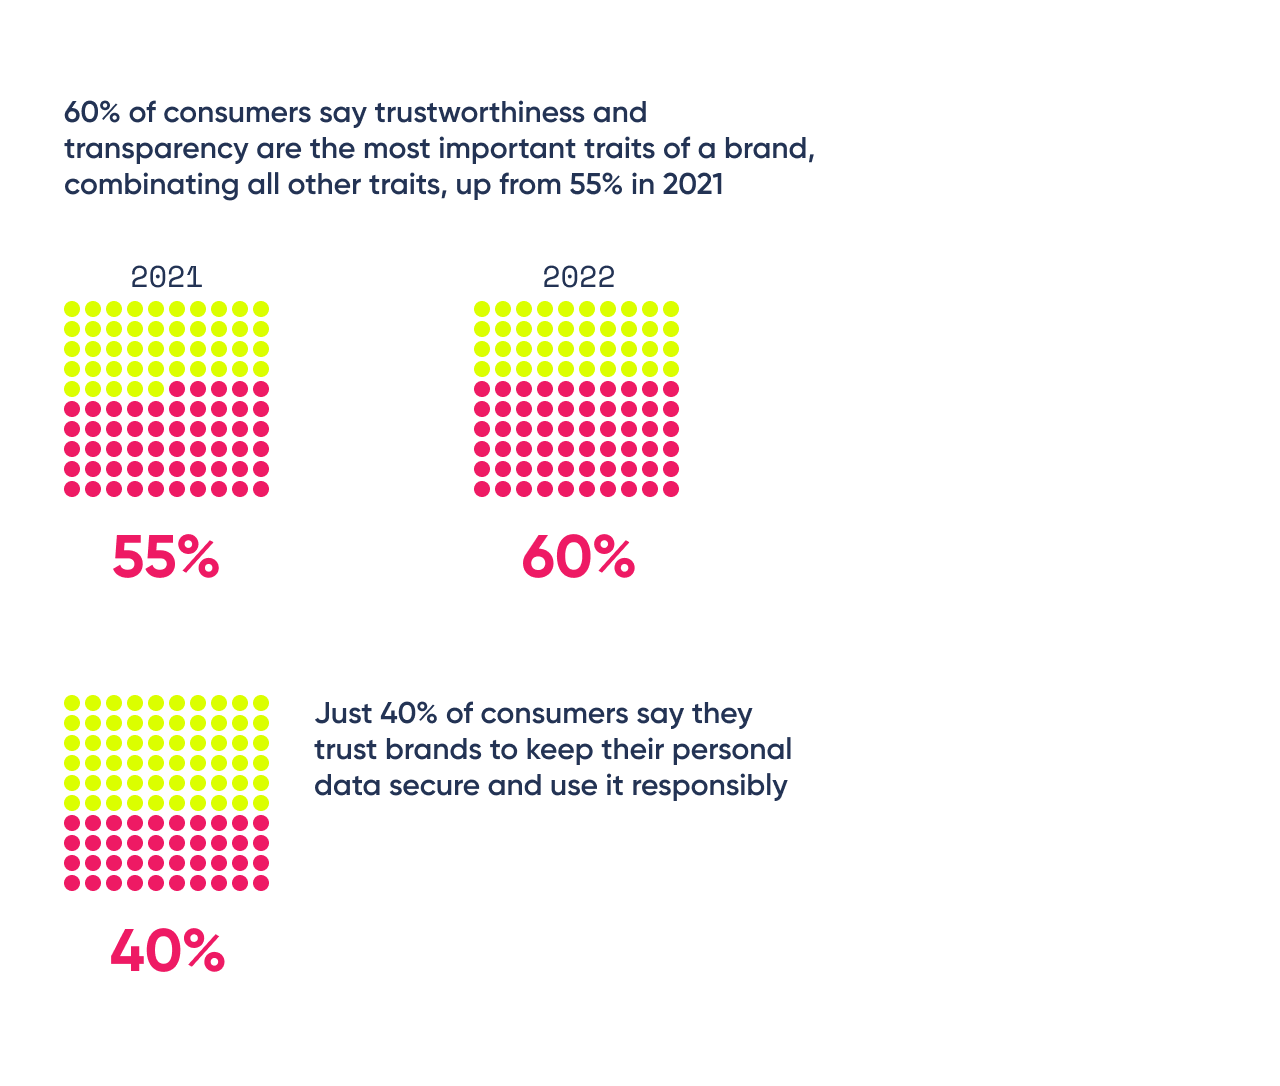 60% of consumers say trustworthiness and
transparency are the most important traits of a brand,
combinating all other traits, up from 55% in 2021
2021
2022
55%
60%
Just 40% of consumers say they
trust brands to keep their personal
data secure and use it responsibly
40%